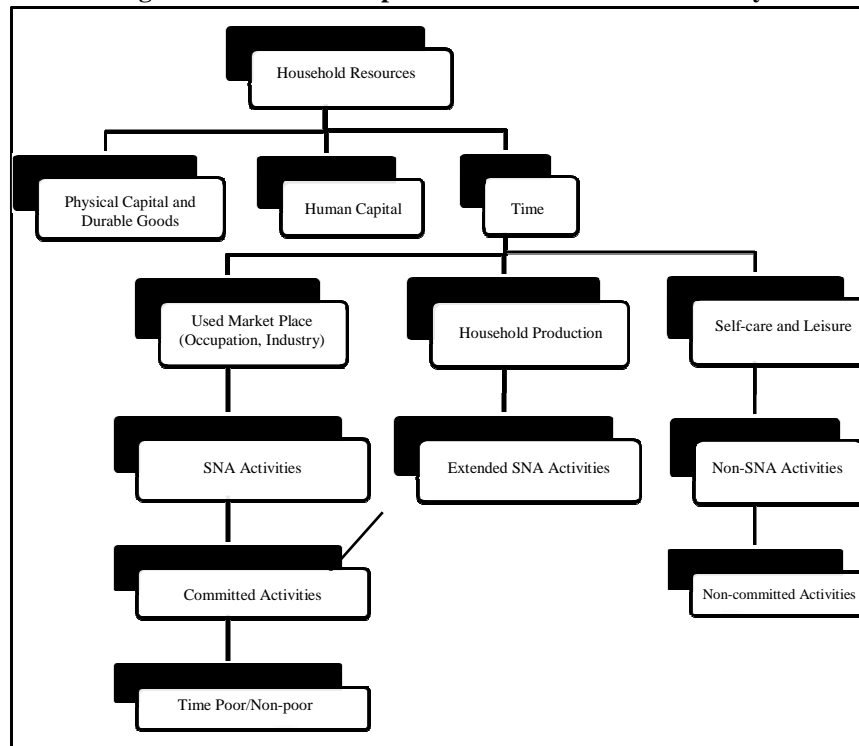 Household Resources
Physical Capital and
Durable Goods
Human Capital
Time
Used Market Place
(Occupation, Industry)
Household Production
Self-care and Leisure
SNA Activities
Extended SNA Activities
Non-SNA Activities
Committed Activities
Non-committed Activities
Time Poor/Non-poor